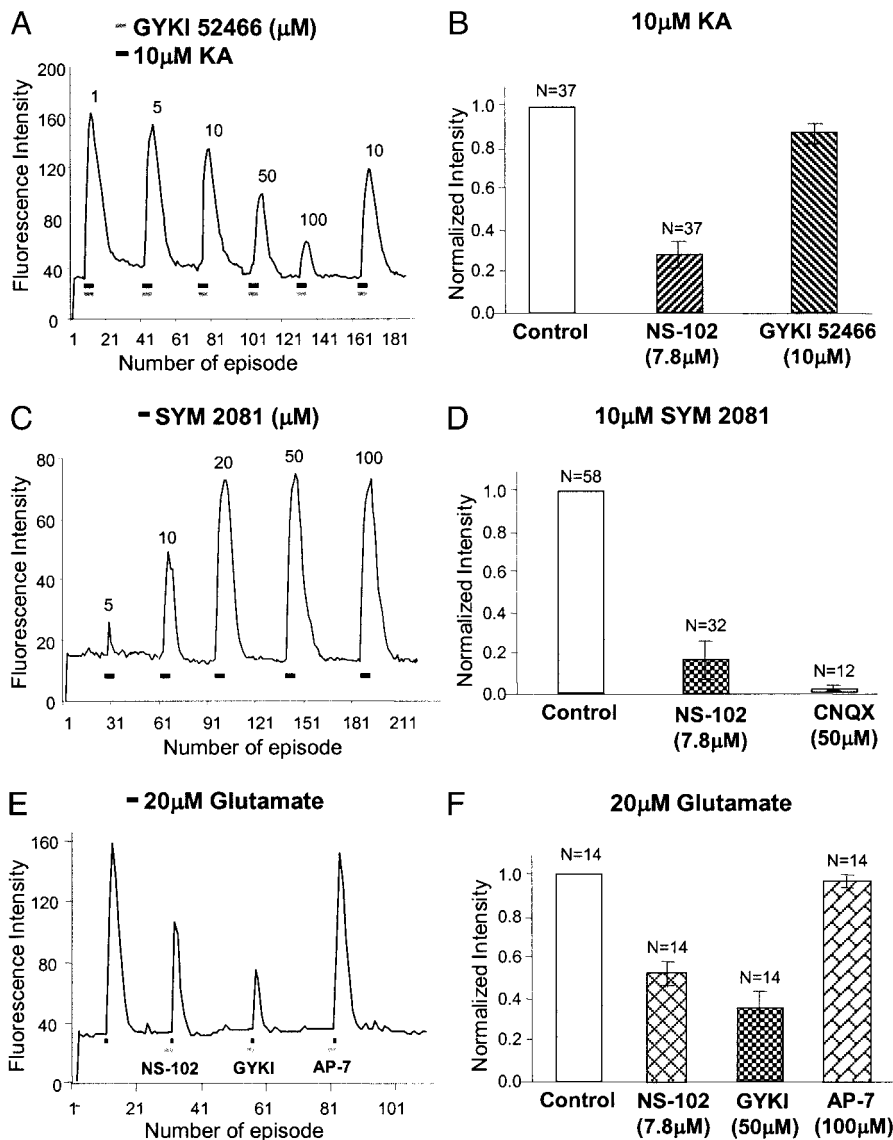 A
GYKI 52466 (µM)
10µM KA
Fluorescence Intensity
200
160
120
80
40
0
1
5
10
50
100
10
1 21 41 61 81 101 121 141 161 181
Number of episode
B
10µM KA
Normalized Intensity
1.0
0.8
0.6
0.4
0.2
0.0
N=37
N=37
Control
NS-102
(7.8µM)
GYKI 52466
(10µM)
C
SYM 2081 (µM)
Fluorescence Intensity
80
60
40
20
0
5
10
20
50
100
1 31 61 91 121 151 181 211
Number of episode
D
10µM SYM 2081
Normalized Intensity
1.0
0.8
0.6
0.4
0.2
0.0
N=58
N=32
N=12
Control
NS-102
(7.8µM)
CNQX
(50µM)
E
20µM Glutamate
Fluorescence Intensity
160
120
80
40
0
NS-102 GYKI AP-7
1 21 41 61 81 101
Number of episode
F
20µM Glutamate
Normalized Intensity
1.0
0.8
0.6
0.4
0.2
0.0
N=14
N=14
N=14
N=14
Control
NS-102
(7.8µM)
GYKI
(50µM)
AP-7
(100µM)